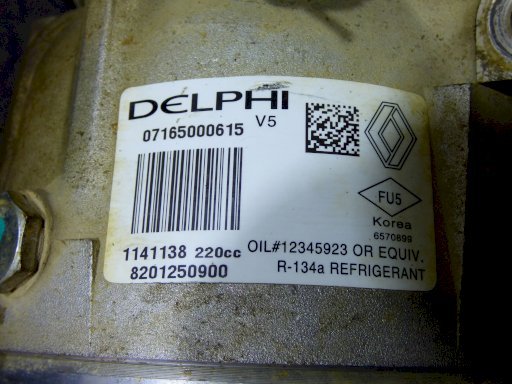 DELPHI
V5
07165000615
FU5
Korea
6570899
1141138 220cc OIL#12345923 OR EQUIV.
8201250900 R-134a REFRIGERANT